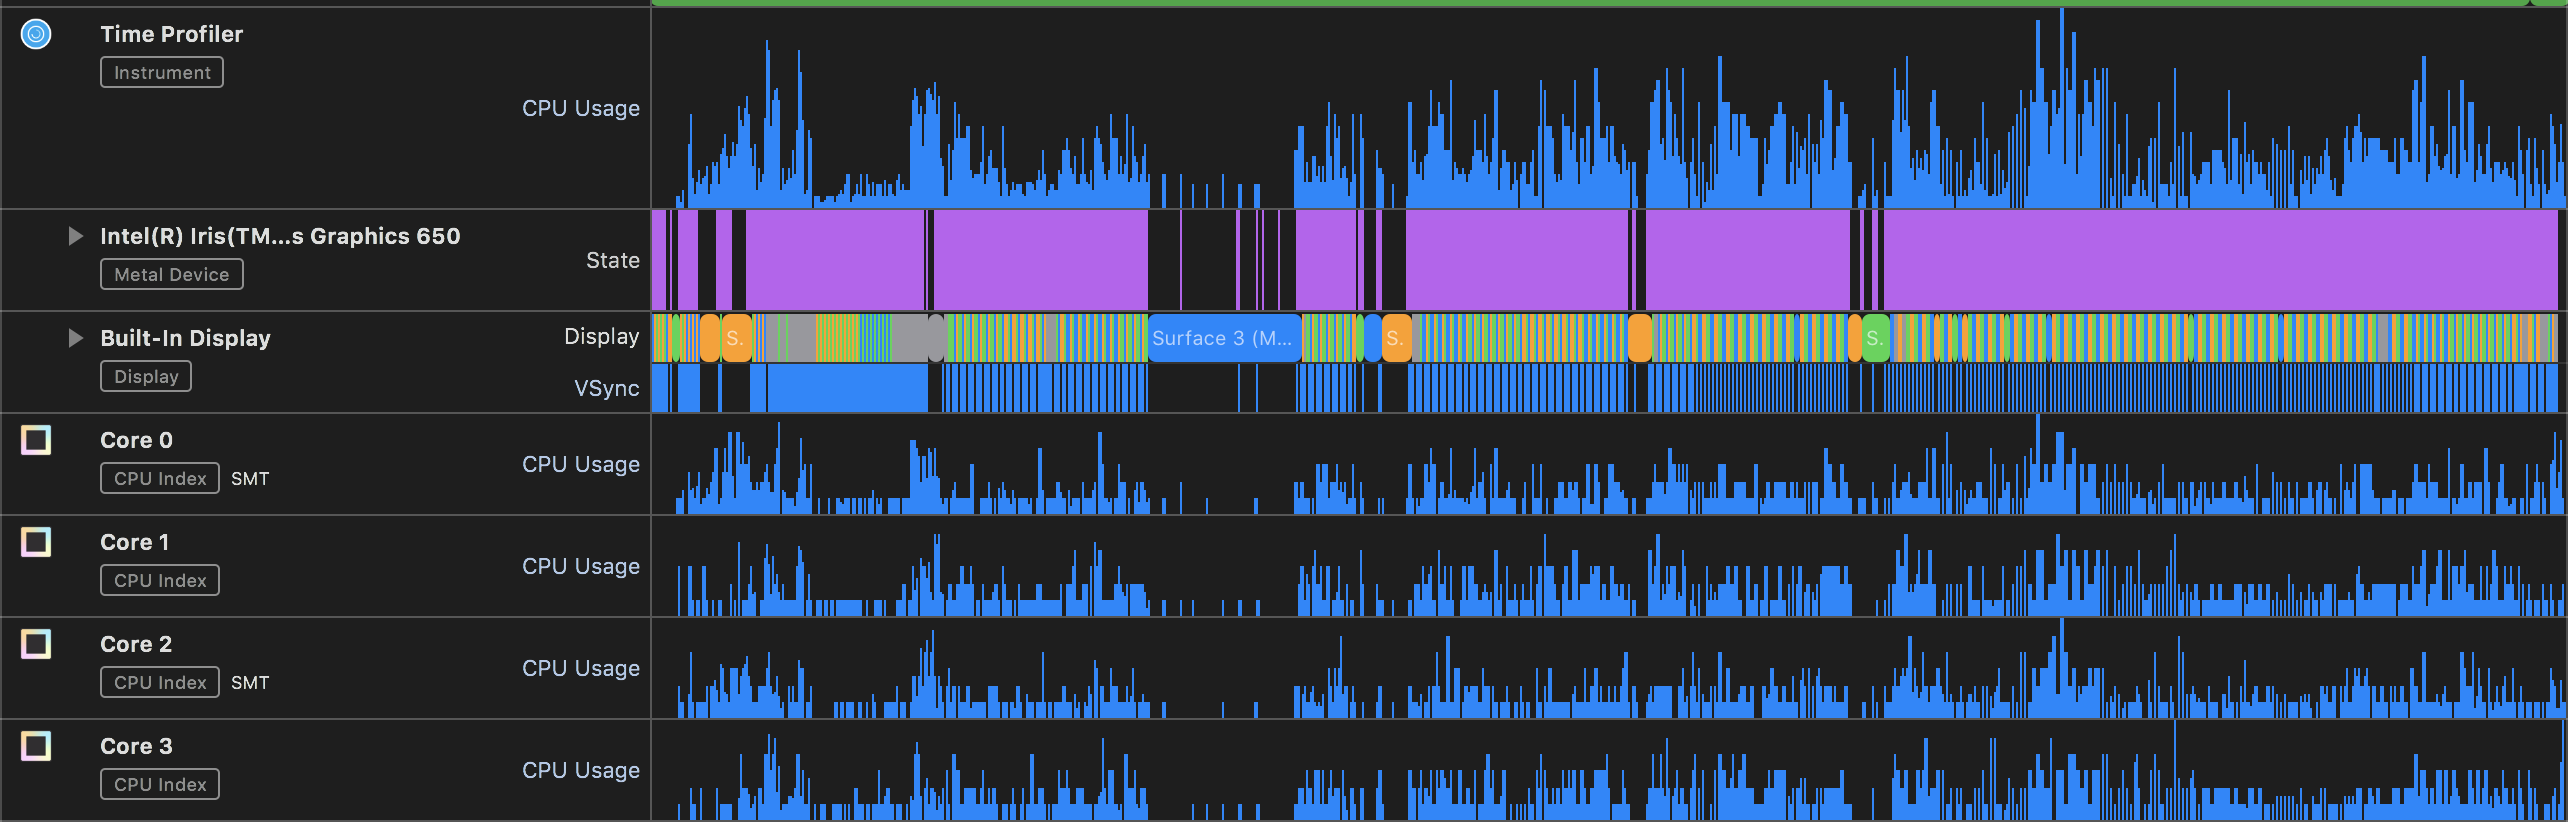 Time Profiler
Instrument
CPU Usage
Intel(R) Iris(TM...s Graphics 650
Metal Device
State
Built-In Display
Display
Display
S.
Surface 3 (M...
S.
S.
VSync
Core 0
CPU Index SMT
CPU Usage
Core 1
CPU Index
CPU Usage
Core 2
CPU Index SMT
CPU Usage
Core 3
CPU Index
CPU Usage